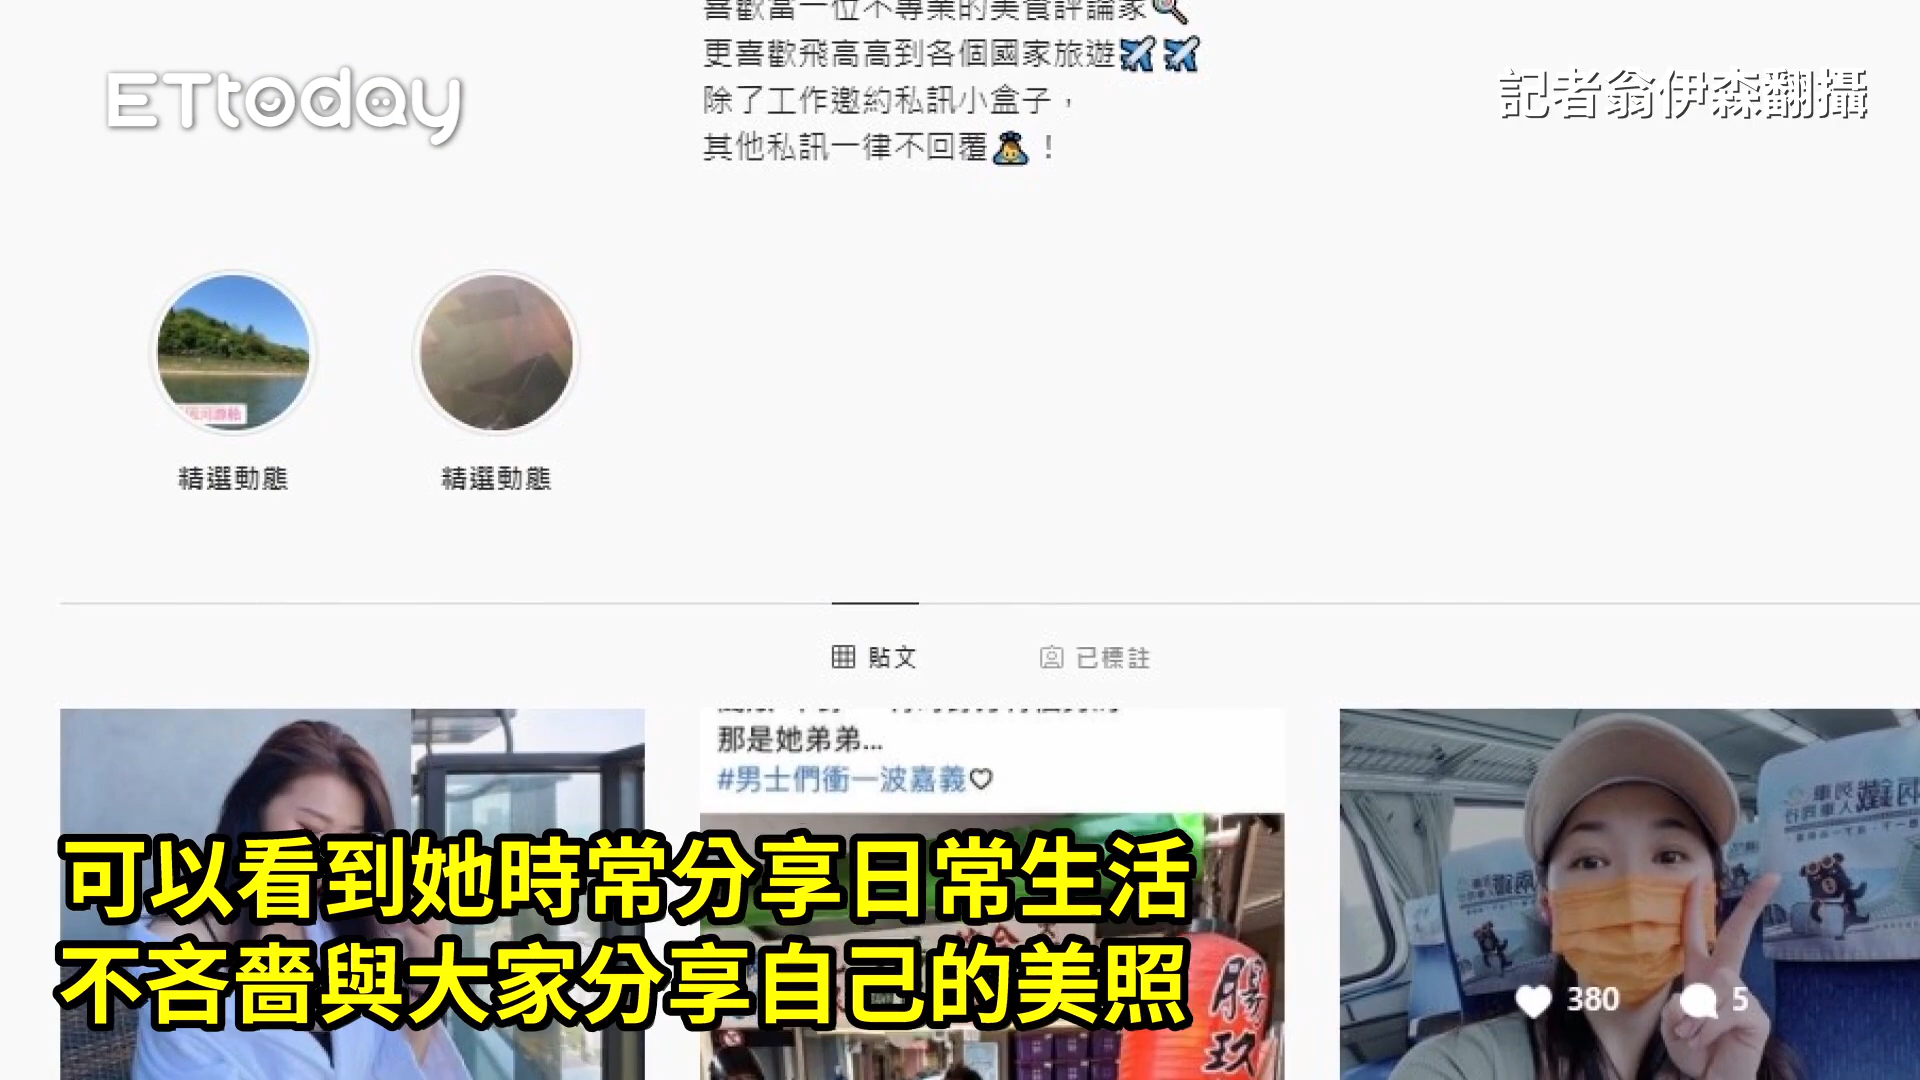 喜歡當一位不專業的美食評論家
更喜歡飛高高到各個國家旅遊
除了工作邀約私訊小盒子，
其他私訊一律不回覆！
ETtoday
記者翁伊森翻攝
精選動態
精選動態
貼文
已標註
那是她弟弟...
#男士們衝一波嘉義♡
可以看到她時常分享日常生活
不吝嗇與大家分享自己的美照
腸
玖
380
5